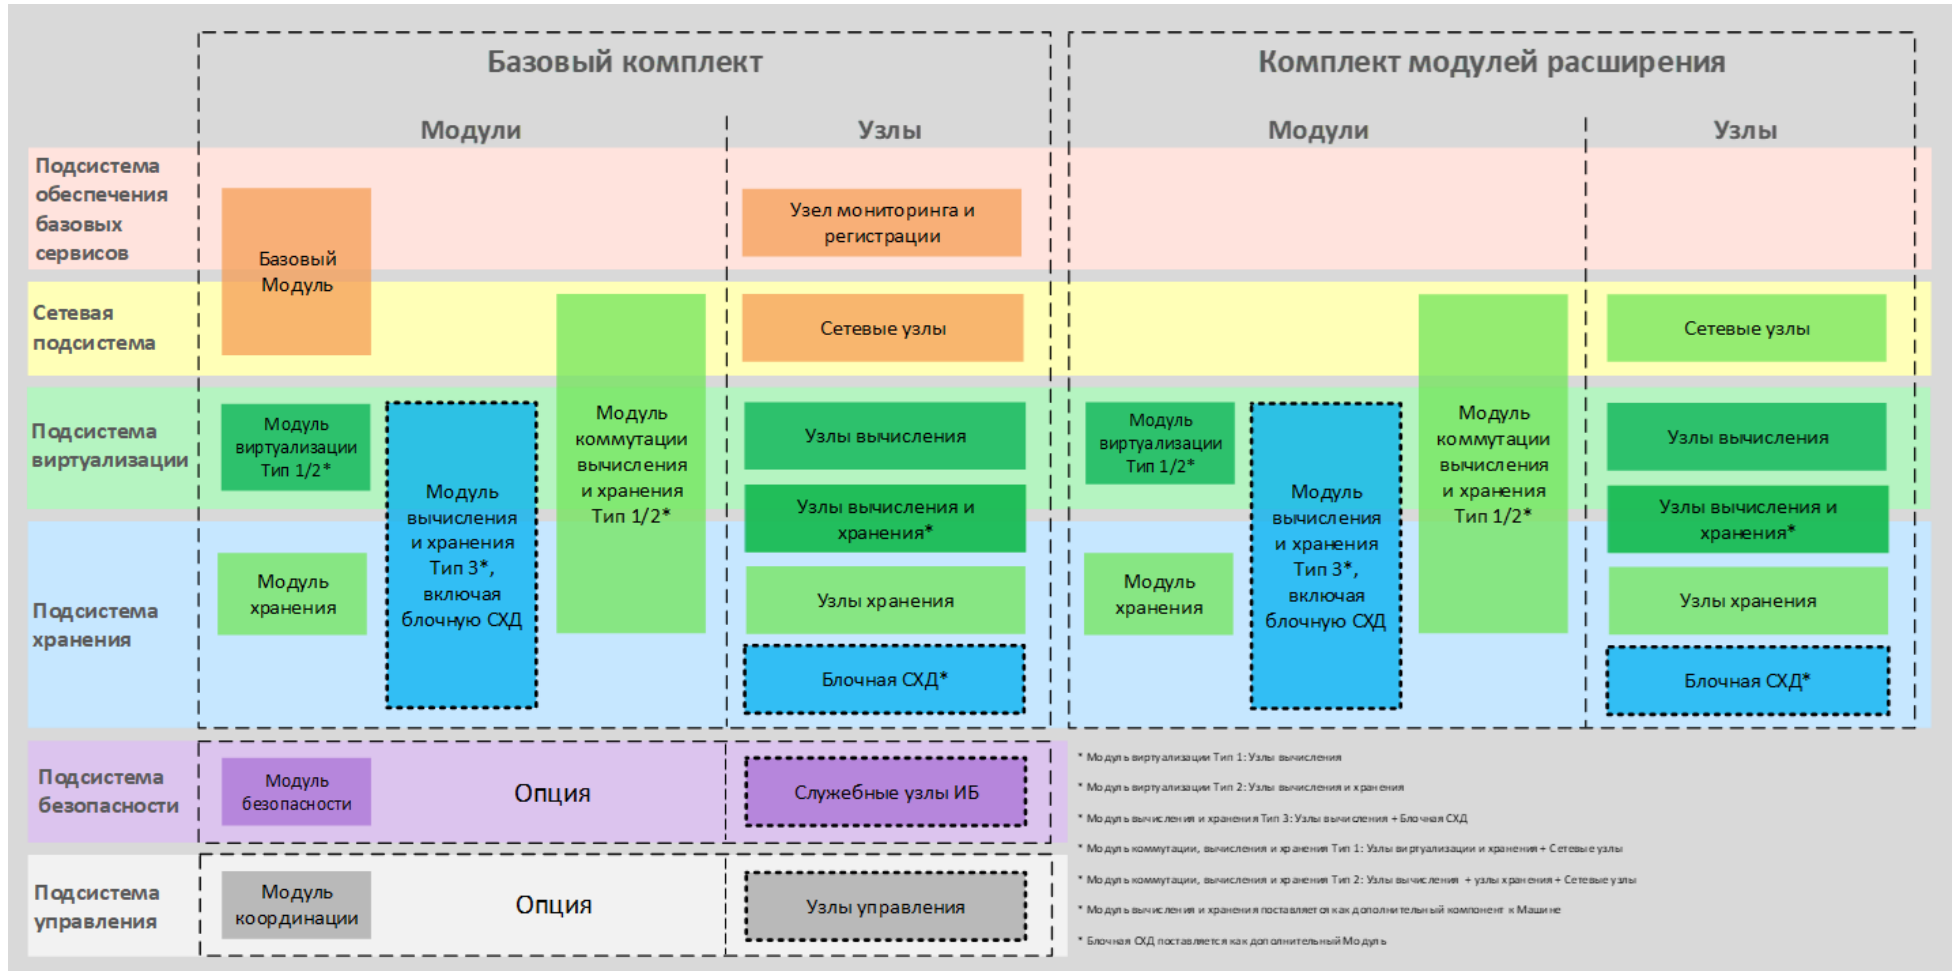 Базовый комплект
Комплект модулей расширения
Модули
Узлы
Модули
Узлы
Подсистема
обеспечения
базовых
сервисов
Базовый
Модуль
Узел мониторинга и
регистрации
Сетевая
подсистема
Сетевые узлы
Сетевые узлы
Подсистема
виртуализации
Модуль
виртуализации
Тип 1/2*
Модуль
вычисления
и хранения
Тип 3*,
включая
блочную СХД
Модуль
коммутации
вычисления
и хранения
Тип 1/2*
Узлы вычисления
Узлы вычисления и
хранения*
Модуль
виртуализации
Тип 1/2*
Модуль
вычисления
и хранения
Тип 3*,
включая
блочную СХД
Модуль
коммутации
вычисления
и хранения
Тип 1/2*
Узлы вычисления
Узлы вычисления и
хранения*
Подсистема
хранения
Модуль
хранения
Узлы хранения
Блочная СХД*
Модуль
хранения
Узлы хранения
Блочная СХД*
Подсистема
безопасности
Модуль
безопасности
Опция
Служебные узлы ИБ
Подсистема
управления
Модуль
координации
Опция
Узлы управления
* Модуль виртуализации Тип 1: Узлы вычисления
* Модуль виртуализации Тип 2: Узлы вычисления и хранения
* Модуль вычисления и хранения Тип 3: Узлы вычисления + Блочная СХД
* Модуль коммутации, вычисления и хранения Тип 1: Узлы виртуализации и хранения + Сетевые узлы
* Модуль коммутации, вычисления и хранения Тип 2: Узлы вычисления + узлы хранения + Сетевые узлы
* Модуль вычисления и хранения поставляется как дополнительный компонент к Машине
* Блочная СХД поставляется как дополнительный Модуль